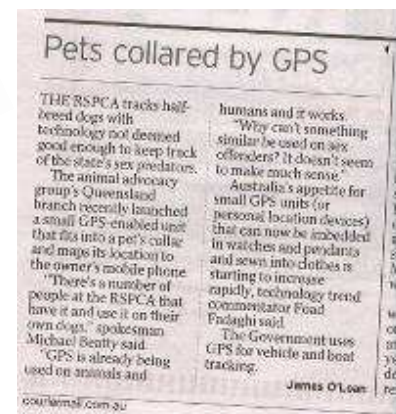 Pets collared by GPS
THE RSPCA tracks half-
breed dogs with
technology not deemed
good enough to keep track
of the state's sex predators.
The animal advocacy
group's Queensland
branch recently launched
a small GPS-enabled unit
that fits into a pet's collar
and maps its location to
the owner's mobile phone
"There's a number of
people at the RSPCA that
have it and use it on their
own dogs," spokesman
Michael Beatty said.
"GPS is already being
used on animals and
humans and it works.
"Why can't something
similar be used on sex
offenders? It doesn't seem
to make much sense."
Australia's appetite for
small GPS units (or
personal location devices)
that can now be imbedded
in watches and pendants
and sewn into clothes is
starting to increase
rapidly, technology trend
commentator Foad
Fadaghi said.
The Government uses
GPS for vehicle and boat
tracking.
James O'Loan
couriermail.com.au